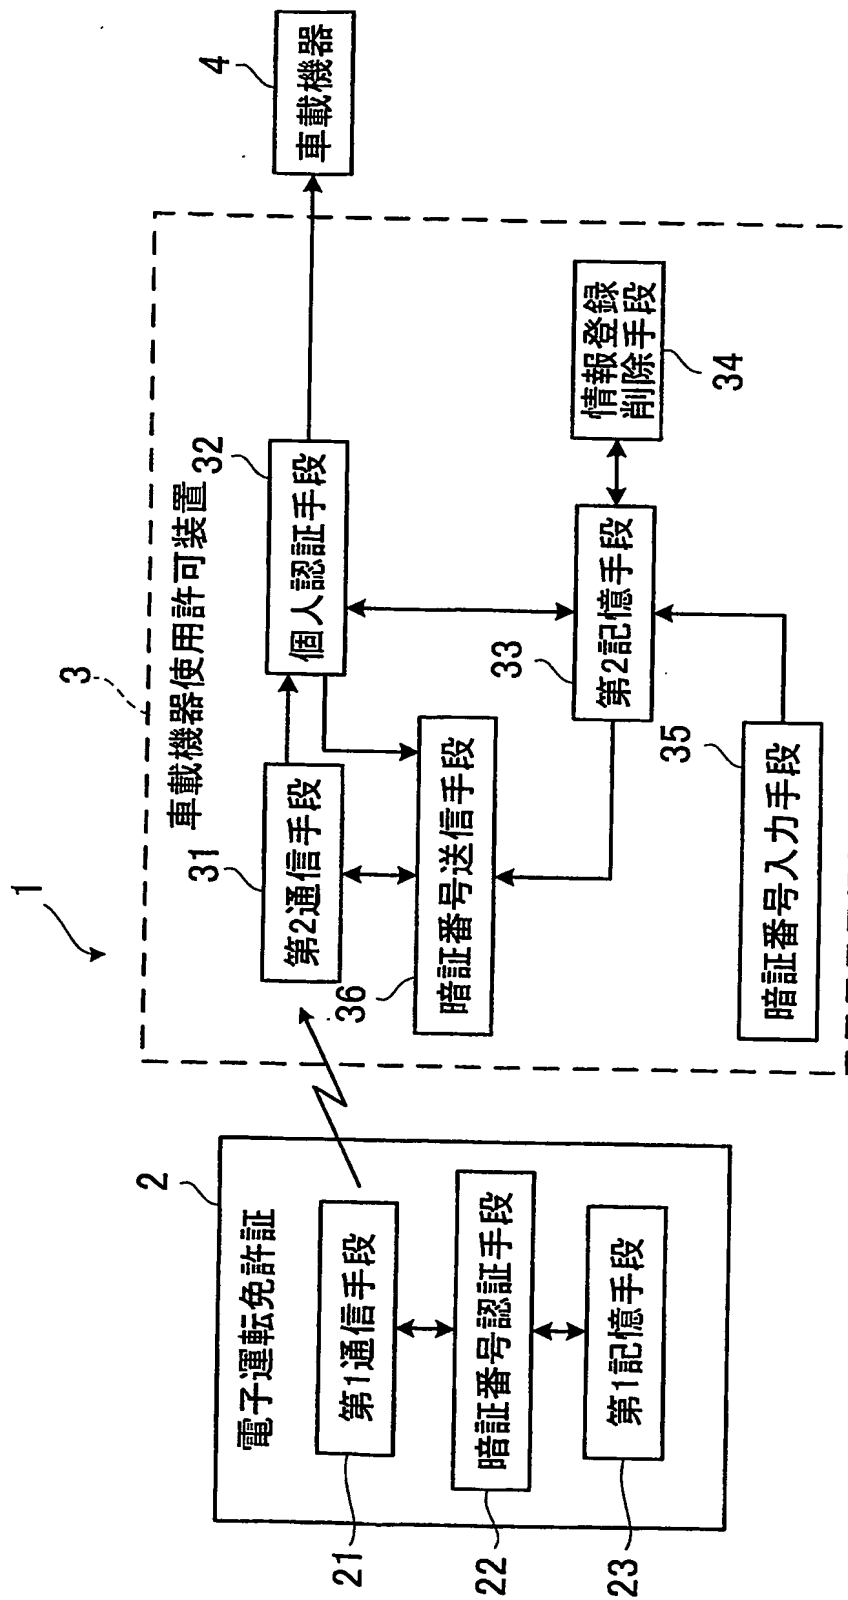 1
電子運転免許証
2
第1通信手段
21
暗証番号認証手段
22
第1記憶手段
23
車載機器使用許可装置
3
第2通信手段
31
個人認証手段
32
暗証番号送信手段
36
第2記憶手段
33
情報登録
削除手段
34
暗証番号入力手段
35
車載機器
4